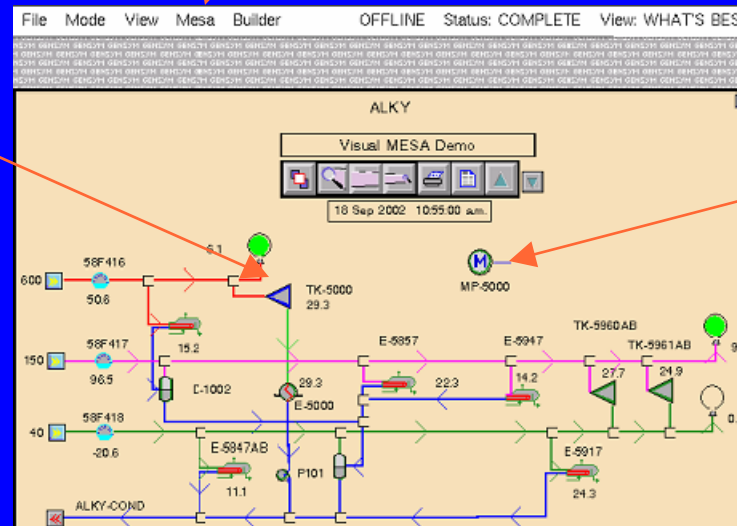 File Mode View Mesa Builder OFFLINE Status: COMPLETE View: WHAT'S BES
ALKY
Visual MESA Demo
18 Sep 2002 10:55:00 a.m.
6.1
M
58F416
600
TK-5000
MP-5000
50.6
29.3
15.2
TK-5960AB
58F417
E-5857
E-5947
TK-5961AB
150
9
96.5
C-1002
29.3
22.3
14.2
27.7
24.9
E-5000
58F418
40
0.
-20.6
E-5847AB
P101
E-5917
11.1
24.3
ALKY-COND